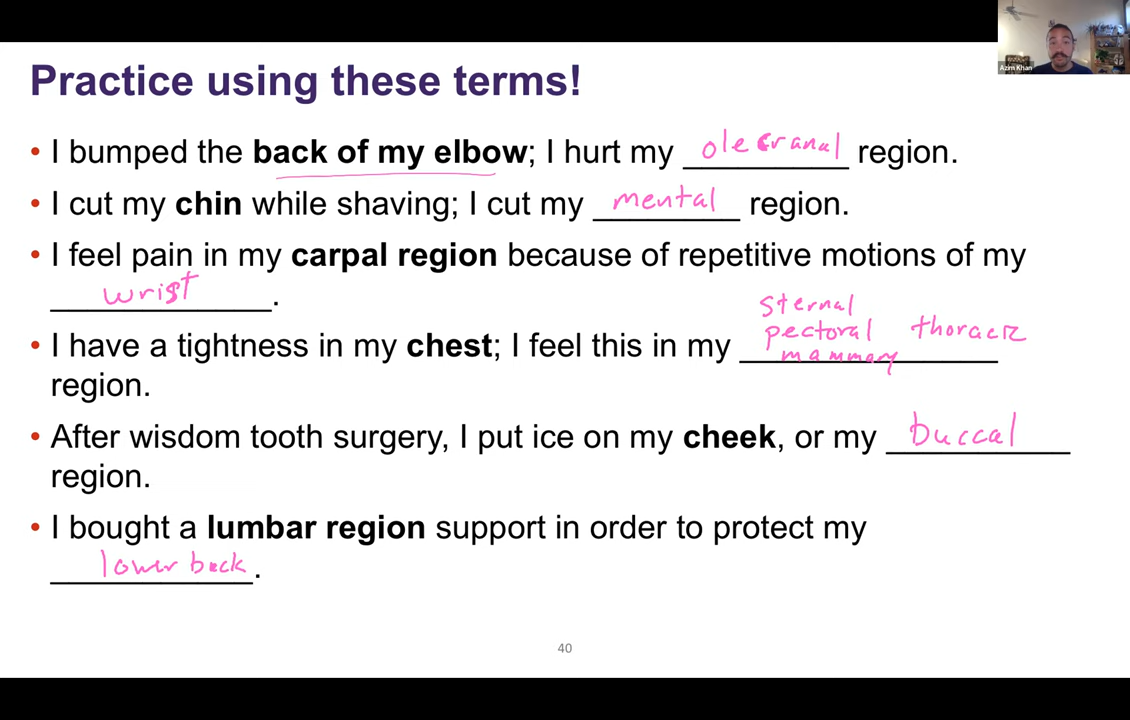 Azim Khan
Practice using these terms!
• I bumped the back of my elbow; I hurt my olecranal region.
• I cut my chin while shaving; I cut my mental region.
• I feel pain in my carpal region because of repetitive motions of my
wrist.
sternal
pectoral thoracic
• I have a tightness in my chest; I feel this in my mammary
region.
• After wisdom tooth surgery, I put ice on my cheek, or my buccal
region.
• I bought a lumbar region support in order to protect my
lower back.
40